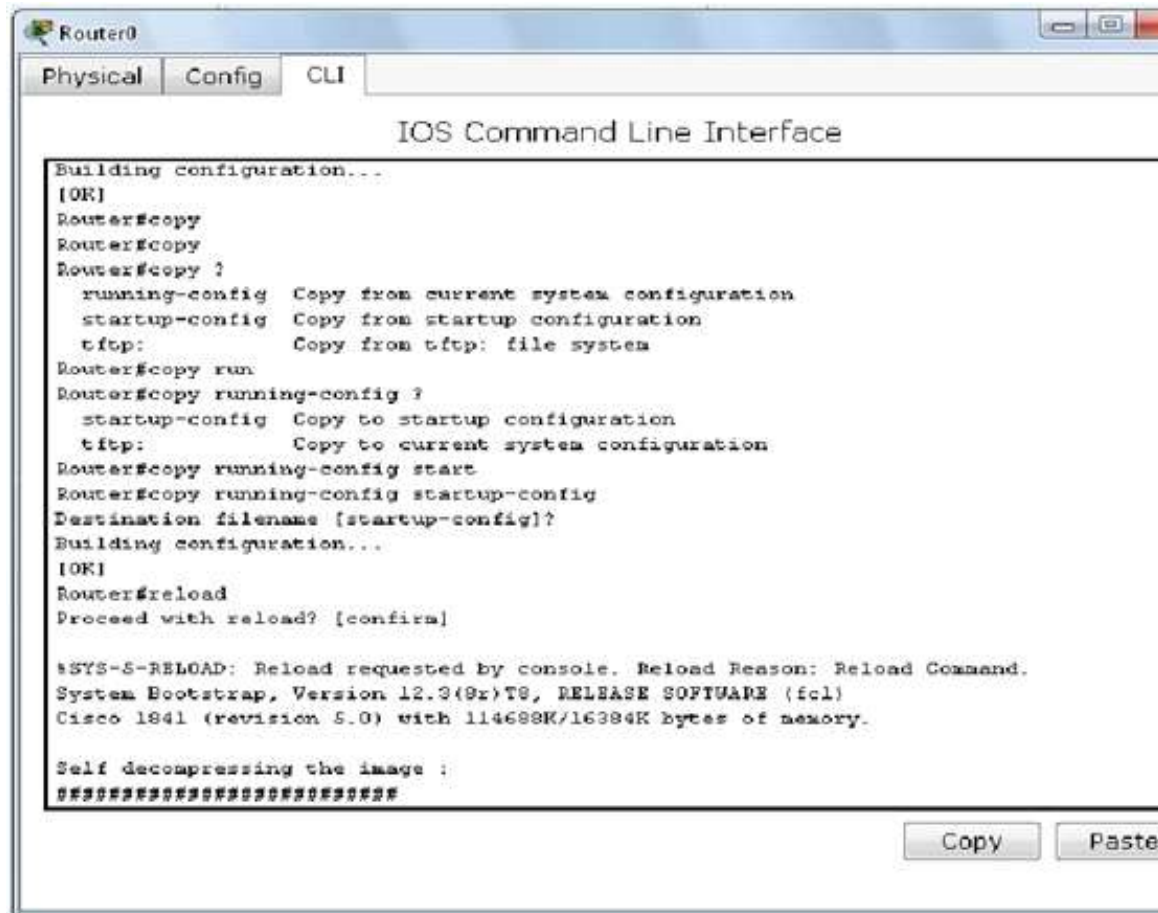 Router0
Physical Config CLI
IOS Command Line Interface
Building configuration...
[OK]
Router#copy
Router#copy
Router#copy ?
running-config Copy from current system configuration
startup-config Copy from startup configuration
tftp: Copy from tftp: file system
Router#copy run
Router#copy running-config ?
startup-config Copy to startup configuration
tftp: Copy to current system configuration
Router#copy running-config start
Router#copy running-config startup-config
Destination filename [startup-config]?
Building configuration...
[OK]
Router#reload
Proceed with reload? [confirm]
%SYS-5-RELOAD: Reload requested by console. Reload Reason: Reload Command.
System Bootstrap, Version 12.3(8r)T8, RELEASE SOFTWARE (fc1)
Cisco 1841 (revision 5.0) with 114688K/16384K bytes of memory.
Self decompressing the image :
##########################
Copy Paste